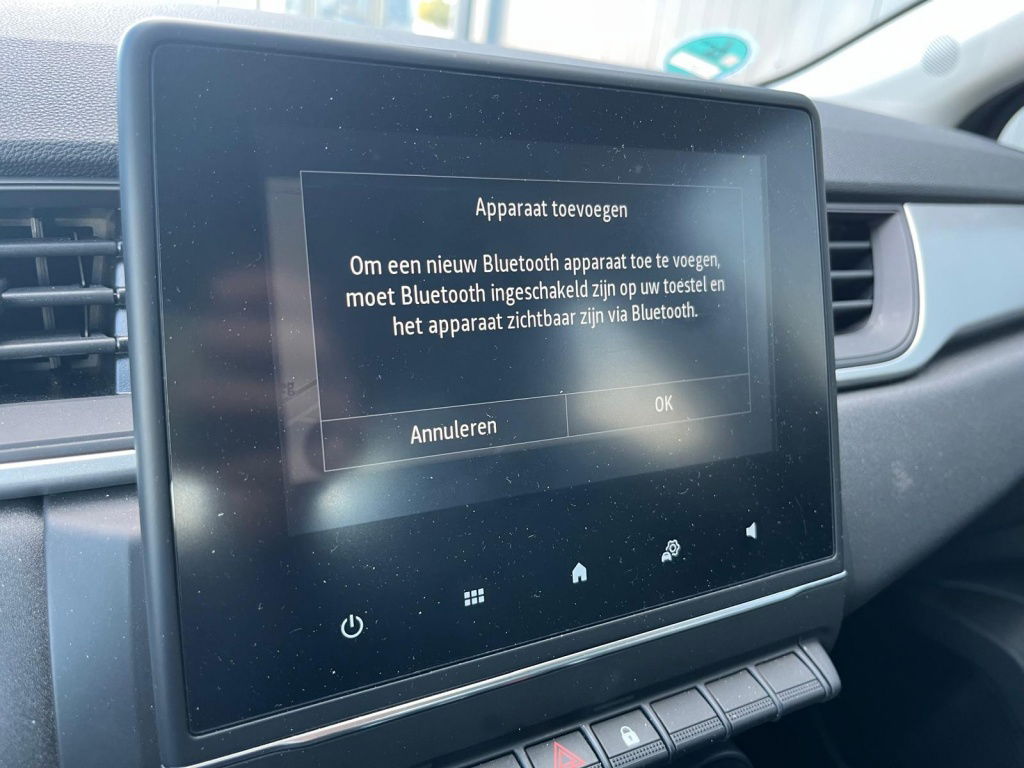 Apparaat toevoegen
Om een nieuw Bluetooth apparaat toe te voegen,
moet Bluetooth ingeschakeld zijn op uw toestel en
het apparaat zichtbaar zijn via Bluetooth.
Annuleren
OK